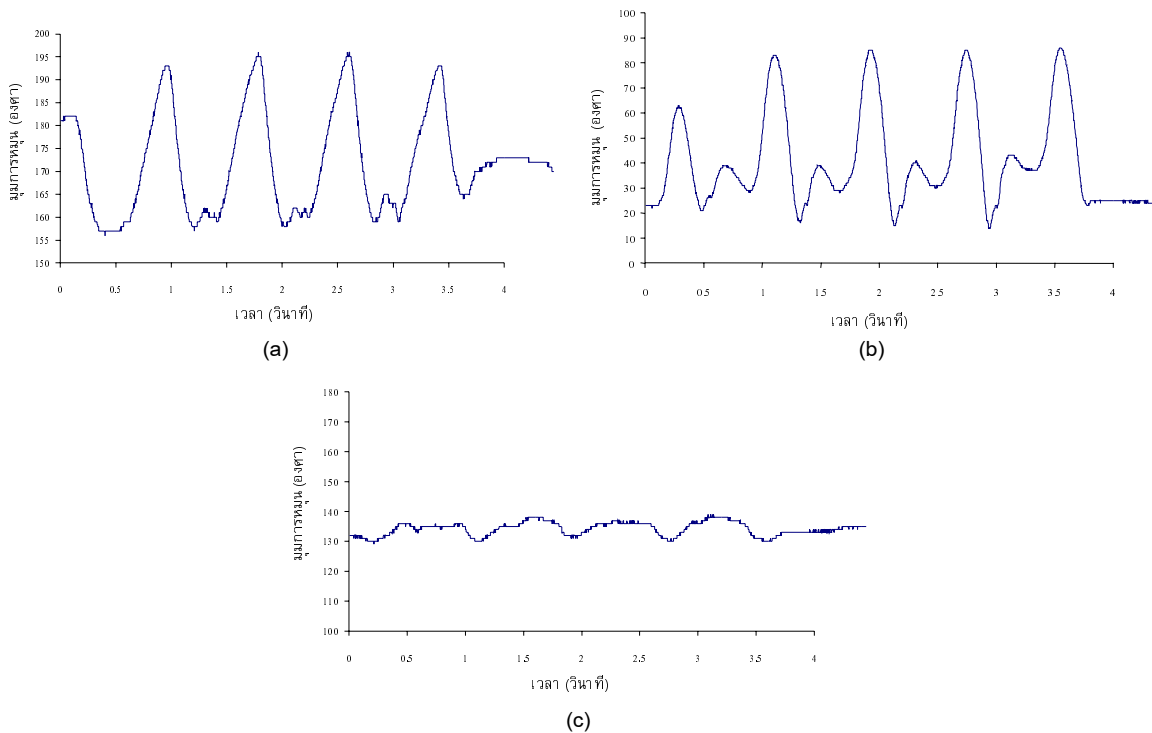 200
195
190
185
180
175
170
165
160
155
150
มุมการหมุน (องศา)
0 0.5 1 1.5 2 2.5 3 3.5 4
เวลา (วินาที)
(a)
100
90
80
70
60
50
40
30
20
10
0
มุมการหมุน (องศา)
0 0.5 1 1.5 2 2.5 3 3.5 4
เวลา (วินาที)
(b)
180
170
160
150
140
130
120
110
100
มุมการหมุน (องศา)
0 0.5 1 1.5 2 2.5 3 3.5 4
เวลา (วินาที)
(c)